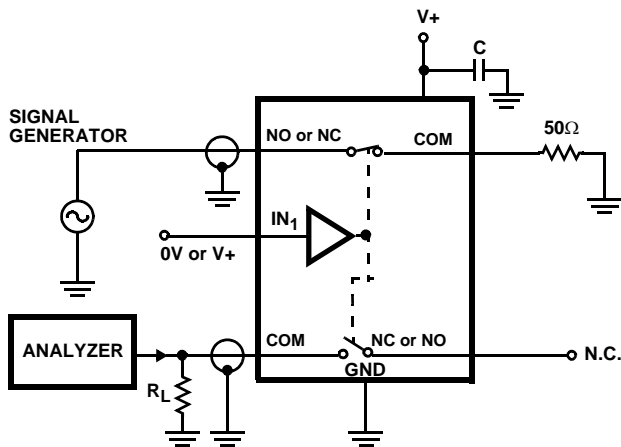 V+
C
SIGNAL
GENERATOR
NO or NC
COM
50Ω
IN1
0V or V+
ANALYZER
COM
NC or NO
N.C.
GND
RL